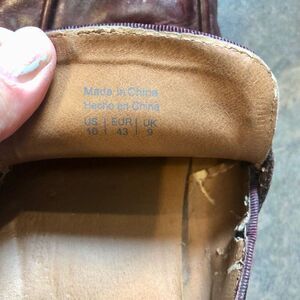 Made in China
Hecho en China
US | EUR | UK
10 | 43 | 9